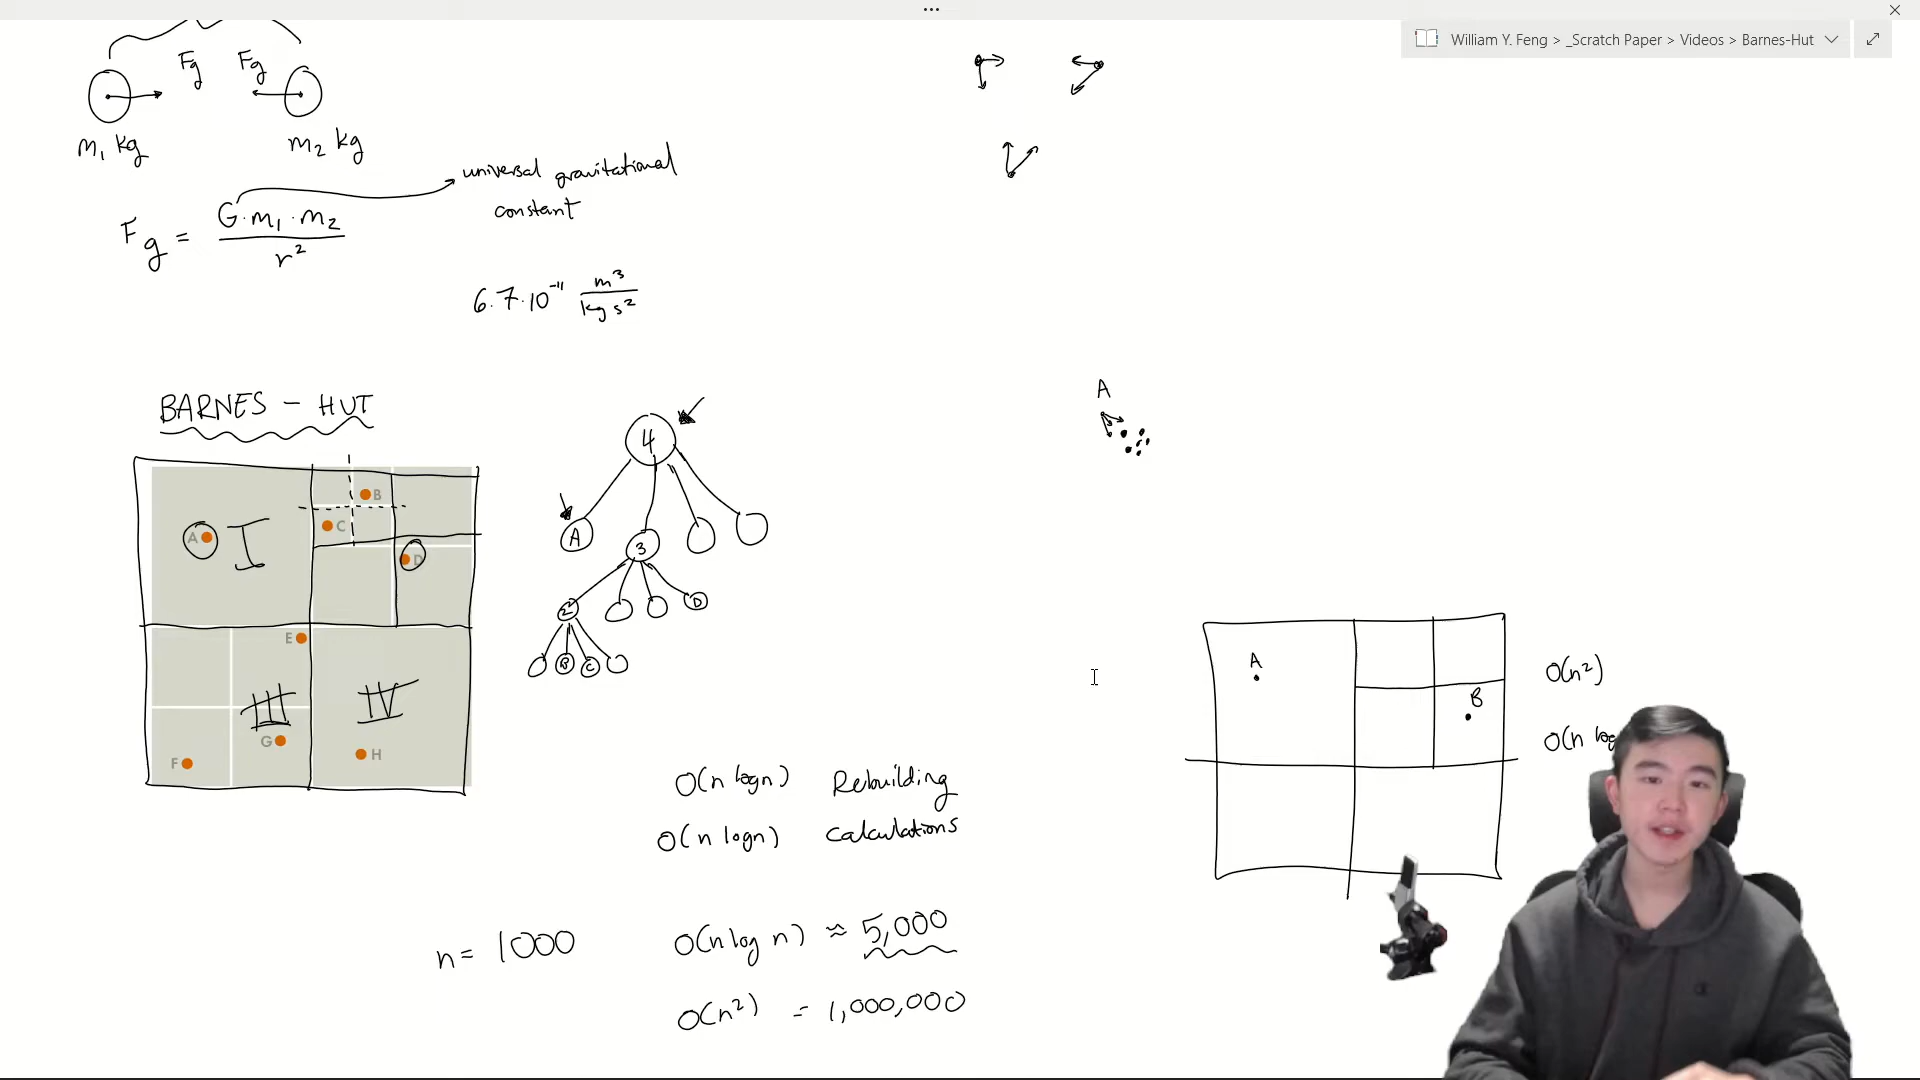 William Y. Feng > _Scratch Paper > Videos > Barnes-Hut
Fg Fg
m1 kg m2 kg
universal gravitational
constant
Fg = G·m1·m2 / r²
6.7·10⁻¹¹ m³ / kg s²
BARNES - HUT
A
4
B
C
A I
A
3
D
E
2
D
B C
III
IV
G
H
F
A
B
O(n²)
O(n log
O(n logn) Rebuilding
O(n logn) Calculations
n = 1000
O(n log n) ≈ 5,000
O(n²) = 1,000,000